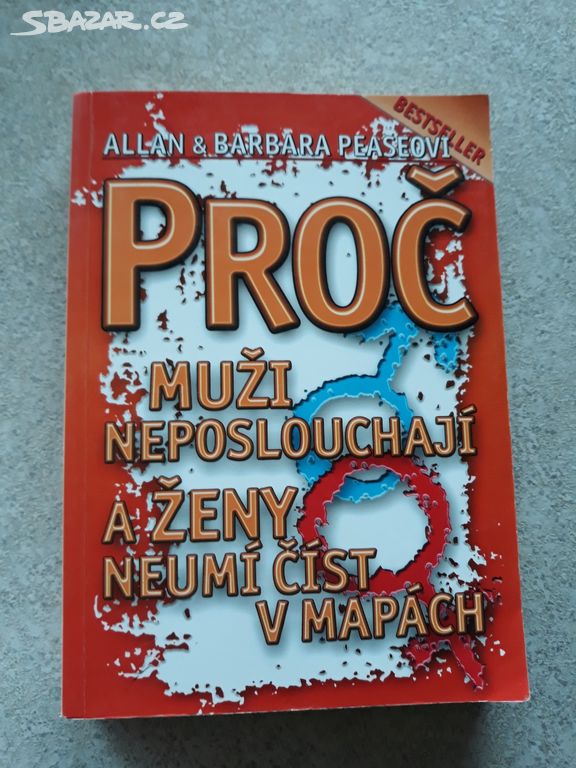 SBAZAR.CZ
BESTSELLER
ALLAN & BARBARA PEASEOVI
PROČ
MUŽI
NEPOSLOUCHAJÍ
A ŽENY
NEUMÍ ČÍST
V MAPÁCH